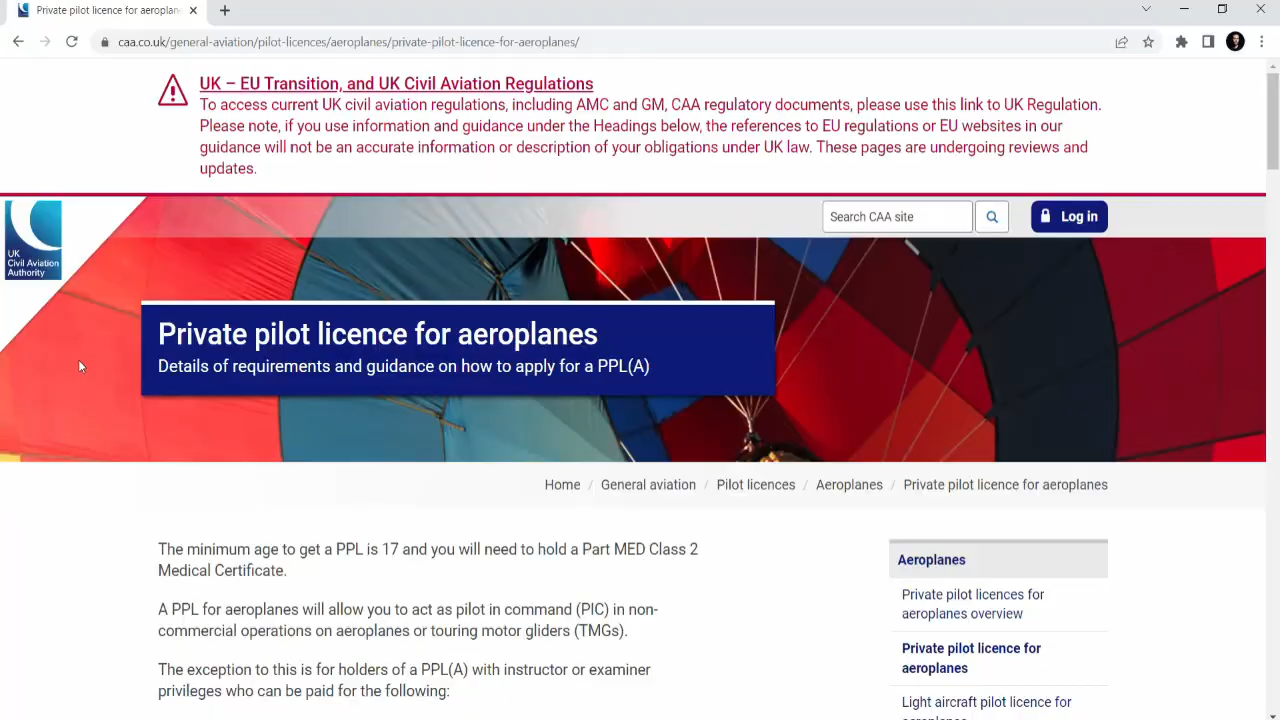 Private pilot licence for aeroplane
caa.co.uk/general-aviation/pilot-licences/aeroplanes/private-pilot-licence-for-aeroplanes/
UK – EU Transition, and UK Civil Aviation Regulations
To access current UK civil aviation regulations, including AMC and GM, CAA regulatory documents, please use this link to UK Regulation.
Please note, if you use information and guidance under the Headings below, the references to EU regulations or EU websites in our
guidance will not be an accurate information or description of your obligations under UK law. These pages are undergoing reviews and
updates.
Search CAA site
Log in
UK
Civil Aviation
Authority
Private pilot licence for aeroplanes
Details of requirements and guidance on how to apply for a PPL(A)
Home / General aviation / Pilot licences / Aeroplanes / Private pilot licence for aeroplanes
The minimum age to get a PPL is 17 and you will need to hold a Part MED Class 2
Medical Certificate.
A PPL for aeroplanes will allow you to act as pilot in command (PIC) in non-
commercial operations on aeroplanes or touring motor gliders (TMGs).
The exception to this is for holders of a PPL(A) with instructor or examiner
privileges who can be paid for the following:
Aeroplanes
Private pilot licences for
aeroplanes overview
Private pilot licence for
aeroplanes
Light aircraft pilot licence for